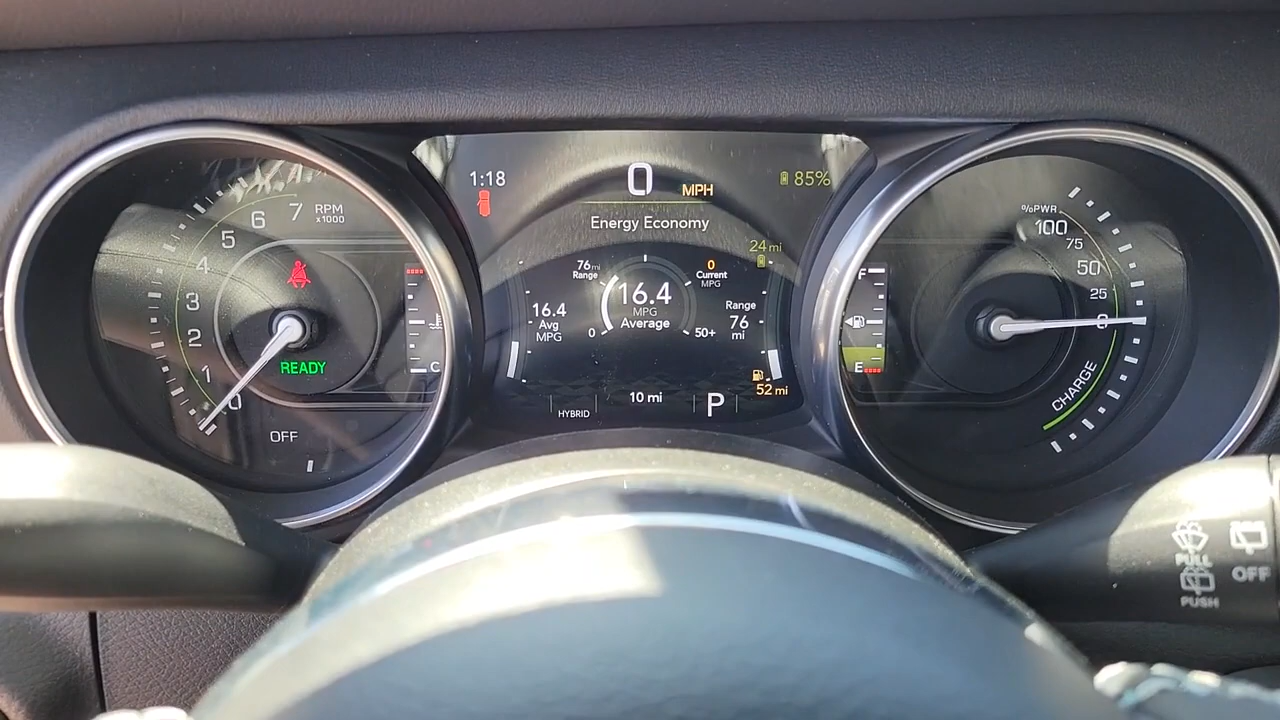 7
6
5
4
3
2
1
0
RPM
x1000
READY
OFF
C
1:18
0 MPH
85%
Energy Economy
24 mi
76 mi
Range
0
Current
MPG
16.4
Avg
MPG
16.4
MPG
Average
0
50+
Range
76
mi
52 mi
HYBRID
10 mi
P
F
E
%PWR
100
75
50
25
0
CHARGE
PULL
PUSH
OFF